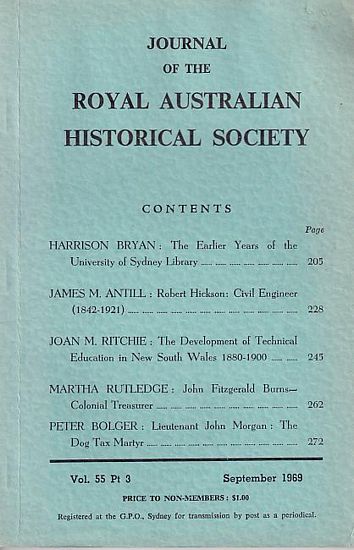 JOURNAL
OF THE
ROYAL AUSTRALIAN
HISTORICAL SOCIETY
CONTENTS
Page
HARRISON BRYAN : The Earlier Years of the
University of Sydney Library ..... ..... ..... ..... ..... ..... 205
JAMES M. ANTILL : Robert Hickson: Civil Engineer
(1842-1921) ..... ..... ..... ..... ..... ..... ..... ..... ..... 228
JOAN M. RITCHIE : The Development of Technical
Education in New South Wales 1880-1900 ..... ..... 245
MARTHA RUTLEDGE : John Fitzgerald Burns—
Colonial Treasurer ..... ..... ..... ..... ..... ..... ..... 262
PETER BOLGER : Lieutenant John Morgan : The
Dog Tax Martyr ..... ..... ..... ..... ..... ..... ..... ..... 272
Vol. 55 Pt 3 September 1969
PRICE TO NON-MEMBERS : $1.00
Registered at the G.P.O., Sydney for transmission by post as a periodical.